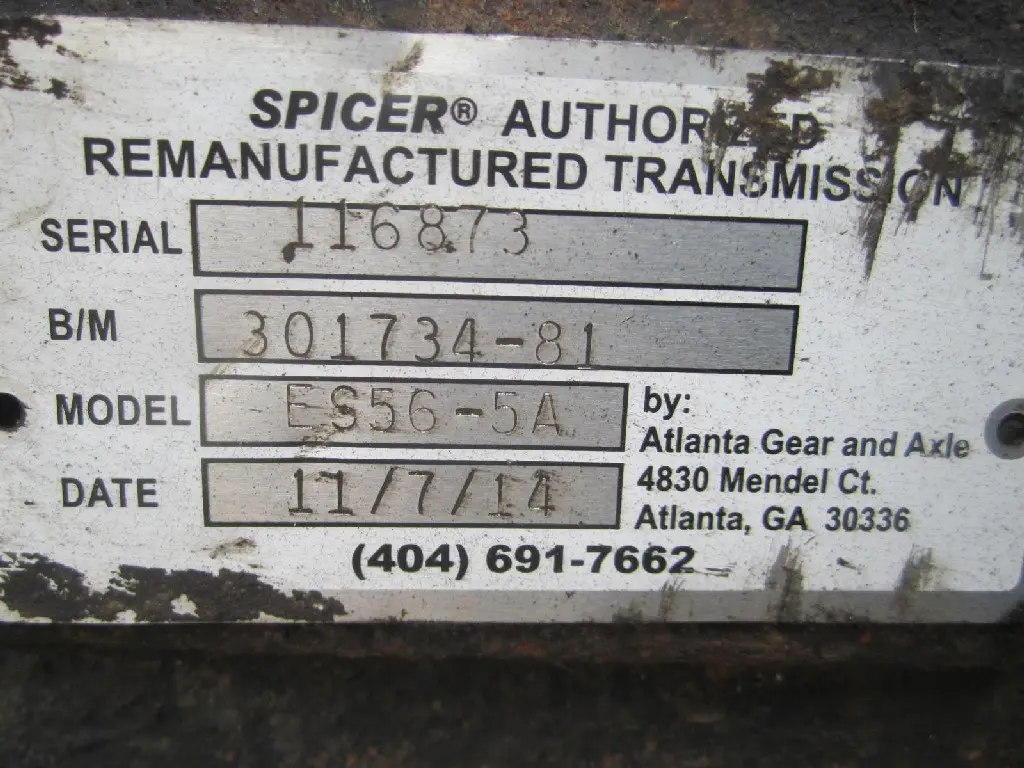 SPICER® AUTHORIZED
REMANUFACTURED TRANSMISSION
SERIAL 116873
B/M 301734-81
MODEL ES56-5A
by:
Atlanta Gear and Axle
DATE 11/7/14
4830 Mendel Ct.
Atlanta, GA 30336
(404) 691-7662